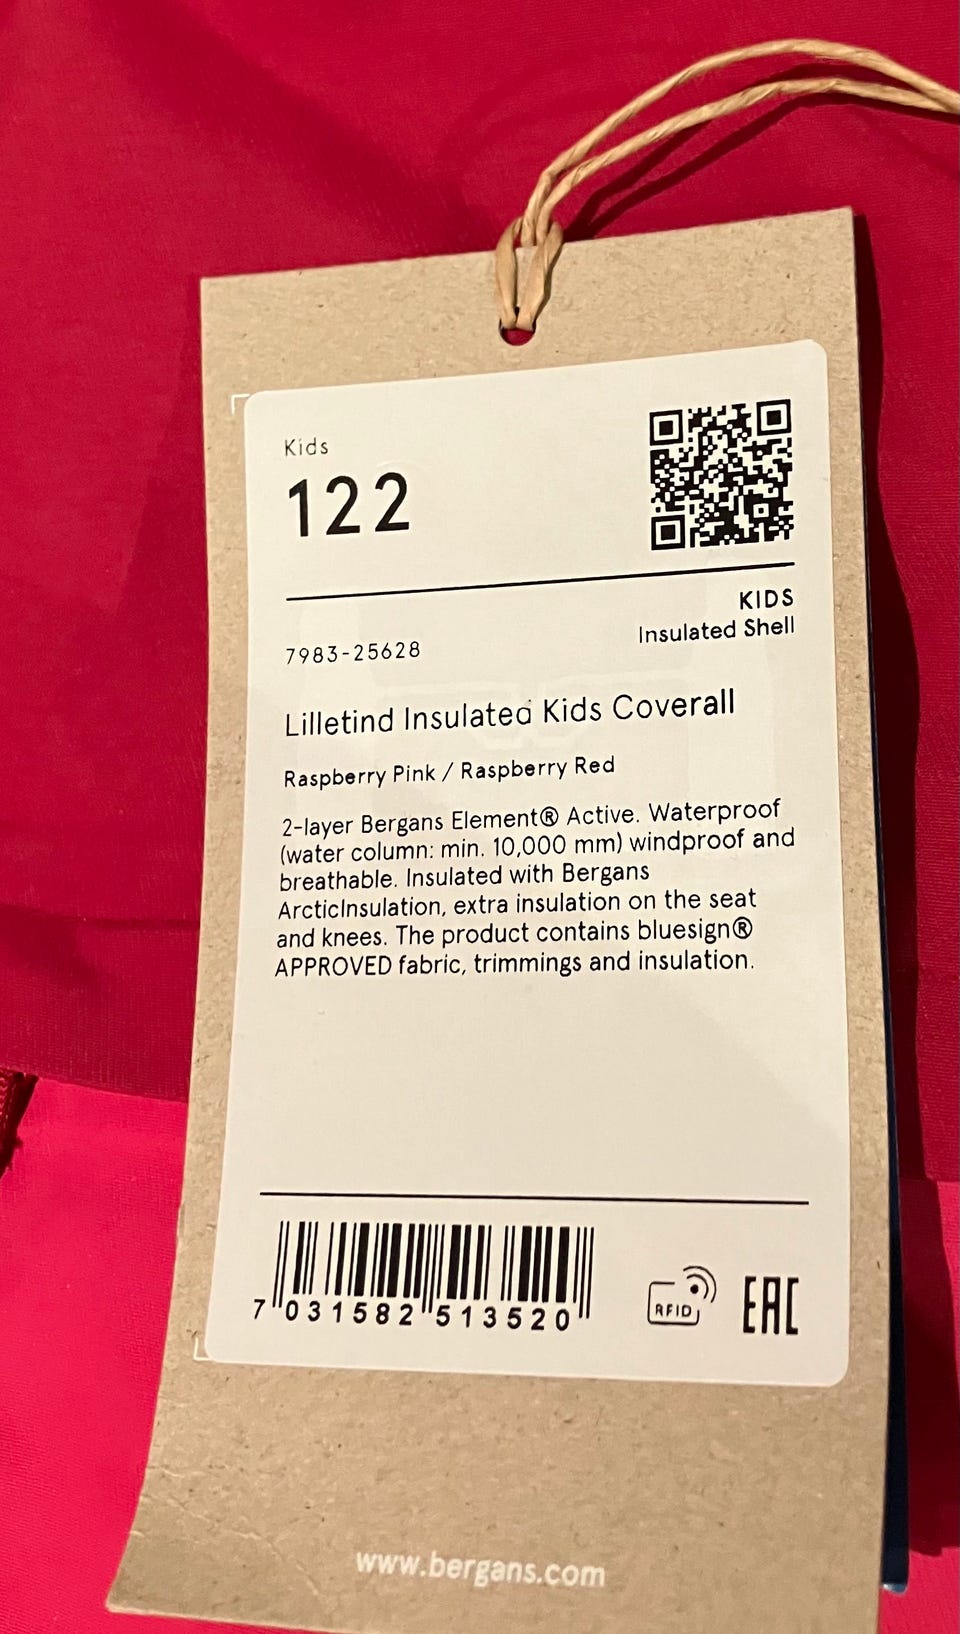 Kids
122
KIDS
Insulated Shell
7983-25628
Lilletind Insulated Kids Coverall
Raspberry Pink / Raspberry Red
2-layer Bergans Element® Active. Waterproof
(water column: min. 10,000 mm) windproof and
breathable. Insulated with Bergans
ArcticInsulation, extra insulation on the seat
and knees. The product contains bluesign®
APPROVED fabric, trimmings and insulation.
7 031582 513520
RFID
EAC
www.bergans.com